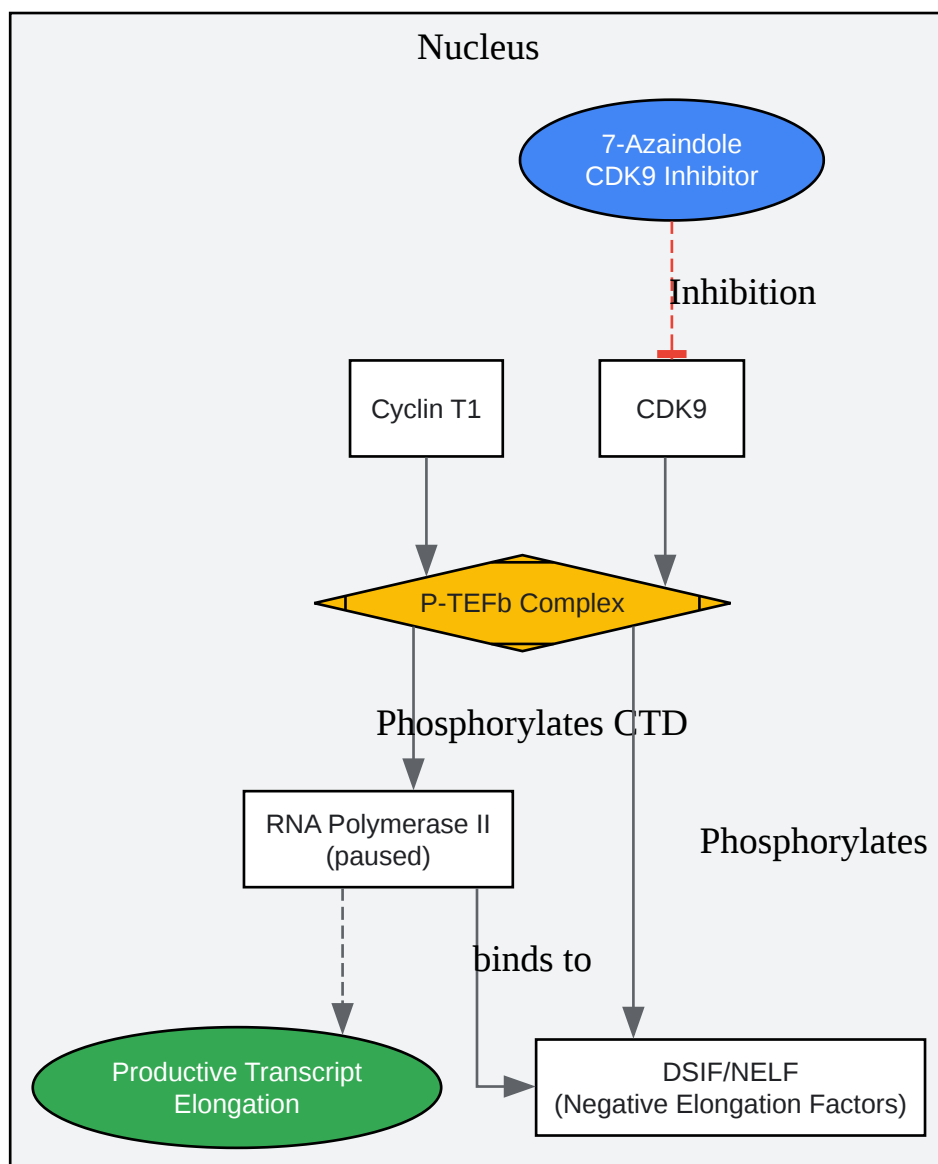 Nucleus
7-Azaindole
CDK9 Inhibitor
Inhibition
Cyclin T1
CDK9
P-TEFb Complex
Phosphorylates CTD
RNA Polymerase II
(paused)
Phosphorylates
binds to
Productive Transcript
Elongation
DSIF/NELF
(Negative Elongation Factors)